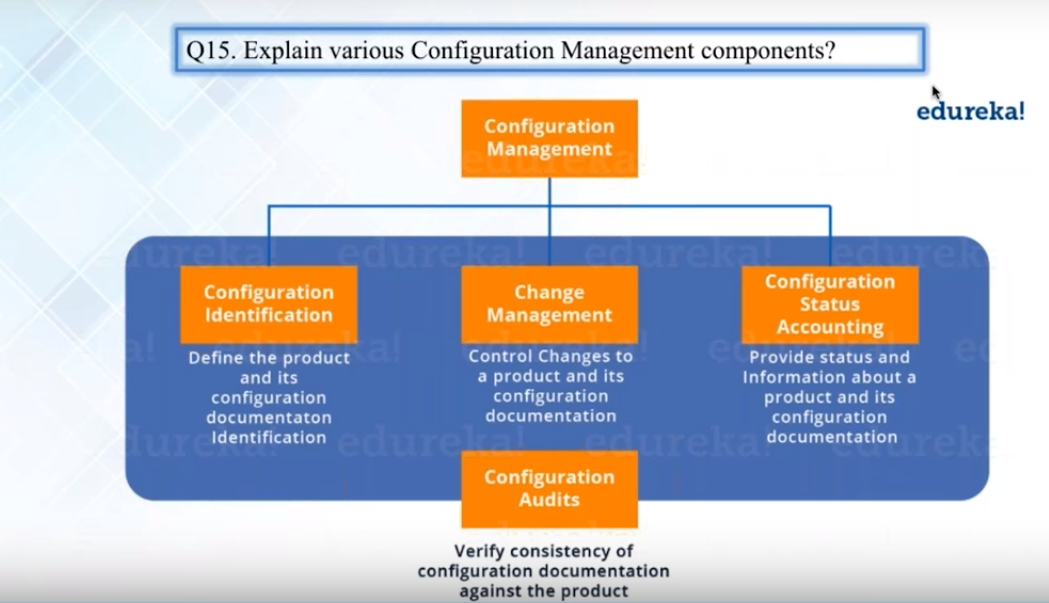 Q15. Explain various Configuration Management components?
edureka!
Configuration
Management
Configuration
Identification
Define the product
and its
configuration
documentaton
Identification
Change
Management
Control Changes to
a product and its
configuration
documentation
Configuration
Status
Accounting
Provide status and
Information about a
product and its
configuration
documentation
Configuration
Audits
Verify consistency of
configuration documentation
against the product